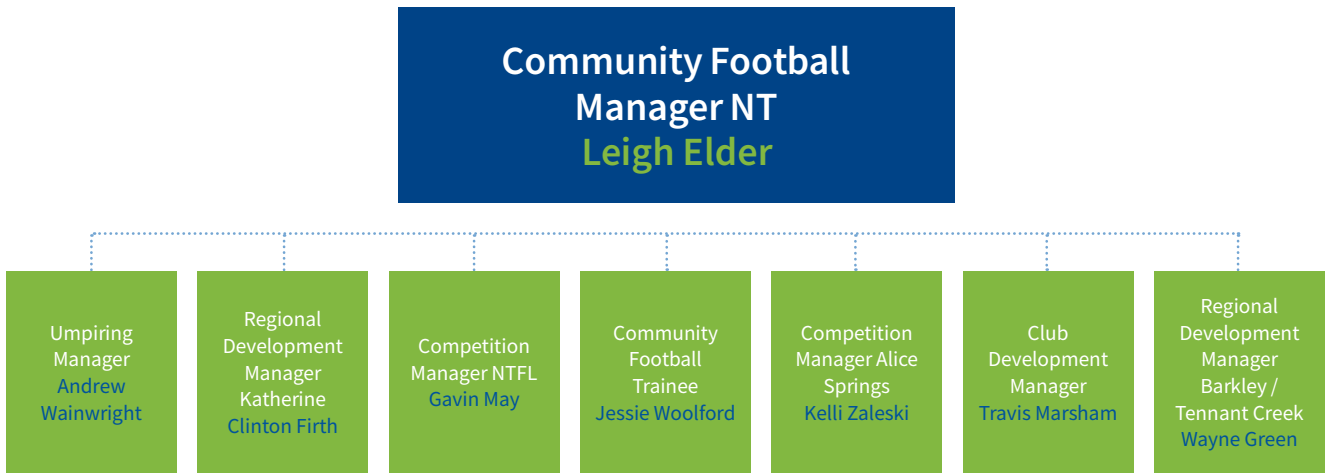 Community Football
Manager NT
Leigh Elder
Umpiring
Manager
Andrew
Wainwright
Regional
Development
Manager
Katherine
Clinton Firth
Competition
Manager NTFL
Gavin May
Community
Football
Trainee
Jessie Woolford
Competition
Manager Alice
Springs
Kelli Zaleski
Club
Development
Manager
Travis Marsham
Regional
Development
Manager
Barkley /
Tennant Creek
Wayne Green